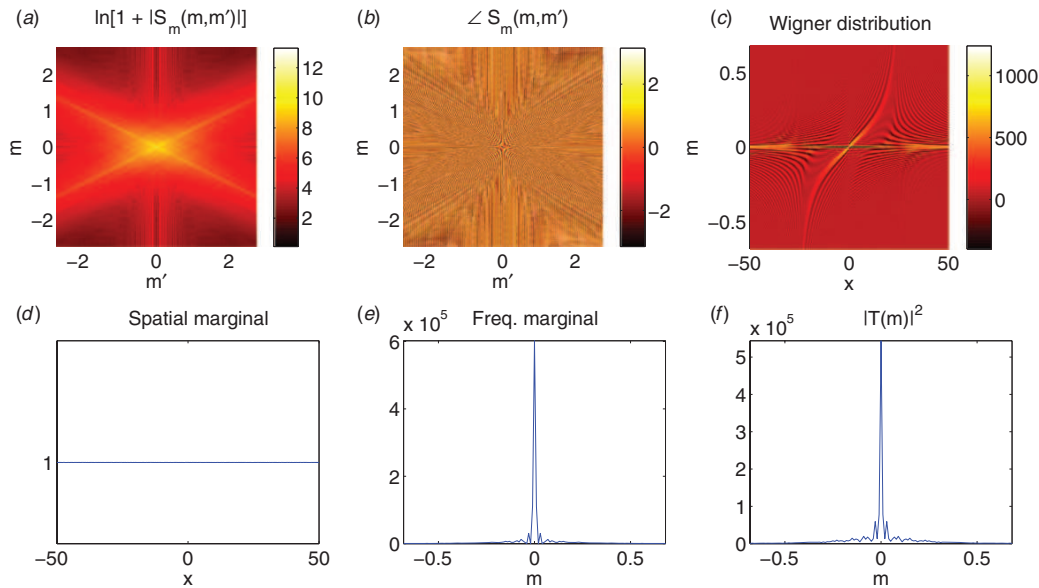 (a) ln[1 + |S_m(m,m′)|]
(b) ∠ S_m(m,m′)
(c) Wigner distribution
m
2
1
0
−1
−2
−2 0 2
m′
12
10
8
6
4
2
m
2
1
0
−1
−2
−2 0 2
m′
2
0
−2
m
0.5
0
−0.5
−50 0 50
x
1000
500
0
(d) Spatial marginal
1
−50 0 50
x
(e) Freq. marginal
x 10^5
6
5
4
3
2
1
0
−0.5 0 0.5
m
(f) |T(m)|^2
x 10^5
5
4
3
2
1
0
−0.5 0 0.5
m